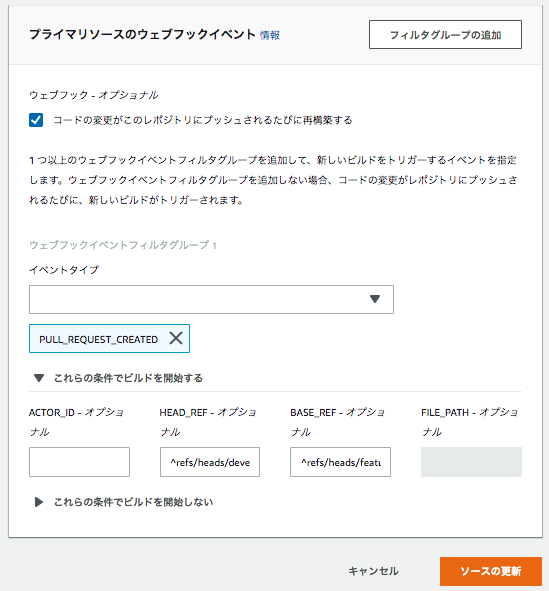 プライマリソースのウェブフックイベント 情報
フィルタグループの追加
ウェブフック - オプショナル
コードの変更がこのレポジトリにプッシュされるたびに再構築する
1 つ以上のウェブフックイベントフィルタグループを追加して、新しいビルドをトリガーするイベントを指定
します。ウェブフックイベントフィルタグループを追加しない場合、コードの変更がレポジトリにプッシュさ
れるたびに、新しいビルドがトリガーされます。
ウェブフックイベントフィルタグループ 1
イベントタイプ
PULL_REQUEST_CREATED
これらの条件でビルドを開始する
ACTOR_ID - オプショ
ナル
HEAD_REF - オプショ
ナル
^refs/heads/deve
BASE_REF - オプショ
ナル
^refs/heads/featu
FILE_PATH - オプショ
ナル
これらの条件でビルドを開始しない
キャンセル
ソースの更新